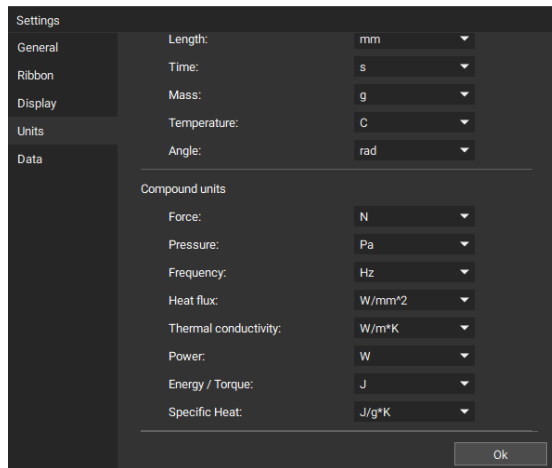 Settings
General
Ribbon
Display
Units
Data
Length: mm
Time: s
Mass: g
Temperature: C
Angle: rad
Compound units
Force: N
Pressure: Pa
Frequency: Hz
Heat flux: W/mm^2
Thermal conductivity: W/m*K
Power: W
Energy / Torque: J
Specific Heat: J/g*K
Ok